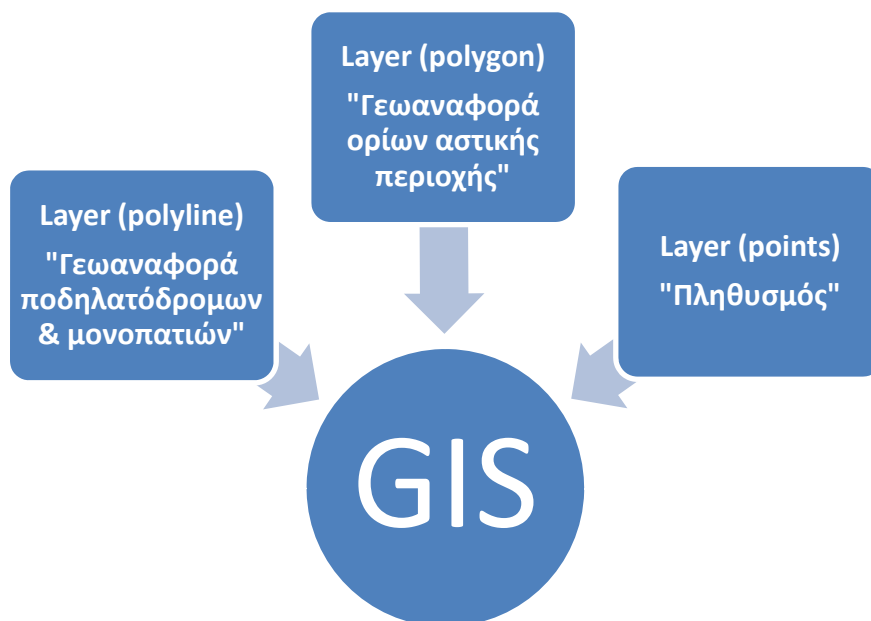 Layer (polygon)
"Γεωαναφορά
ορίων αστικής
περιοχής"
Layer (polyline)
"Γεωαναφορά
ποδηλατόδρομων
& μονοπατιών"
Layer (points)
"Πληθυσμός"
GIS